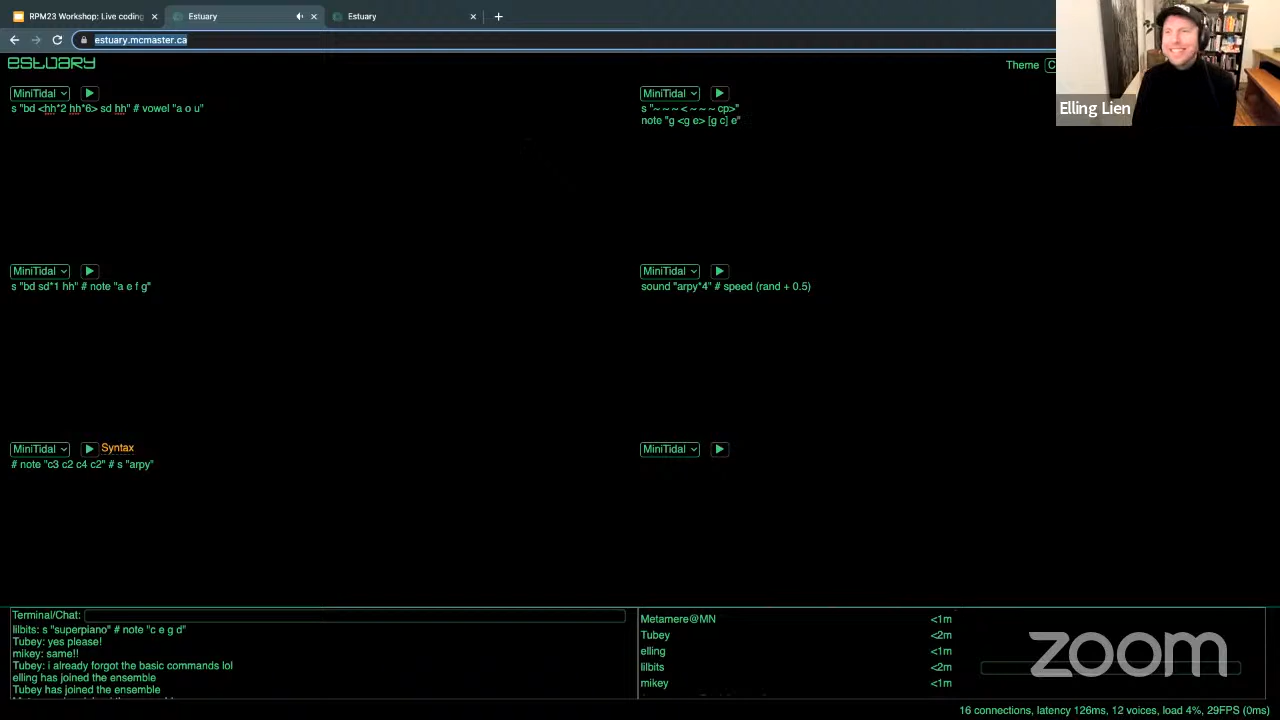 RPM23 Workshop: Live coding
Estuary
Estuary
estuary.mcmaster.ca
estuary
Theme C
Elling Lien
MiniTidal
s "bd <hh*2 hh*6> sd hh" # vowel "a o u"
MiniTidal
s "~ ~ ~ < ~ ~ ~ cp>"
note "g <g e> [g c] e"
MiniTidal
s "bd sd*1 hh" # note "a e f g"
MiniTidal
sound "arpy*4" # speed (rand + 0.5)
MiniTidal Syntax
# note "c3 c2 c4 c2" # s "arpy"
MiniTidal
Terminal/Chat:
lilbits: s "superpiano" # note "c e g d"
Tubey: yes please!
mikey: same!!
Tubey: i already forgot the basic commands lol
elling has joined the ensemble
Tubey has joined the ensemble
Metamere@MN <1m
Tubey <2m
elling <1m
lilbits <2m
mikey <1m
zoom
16 connections, latency 126ms, 12 voices, load 4%, 29FPS (0ms)